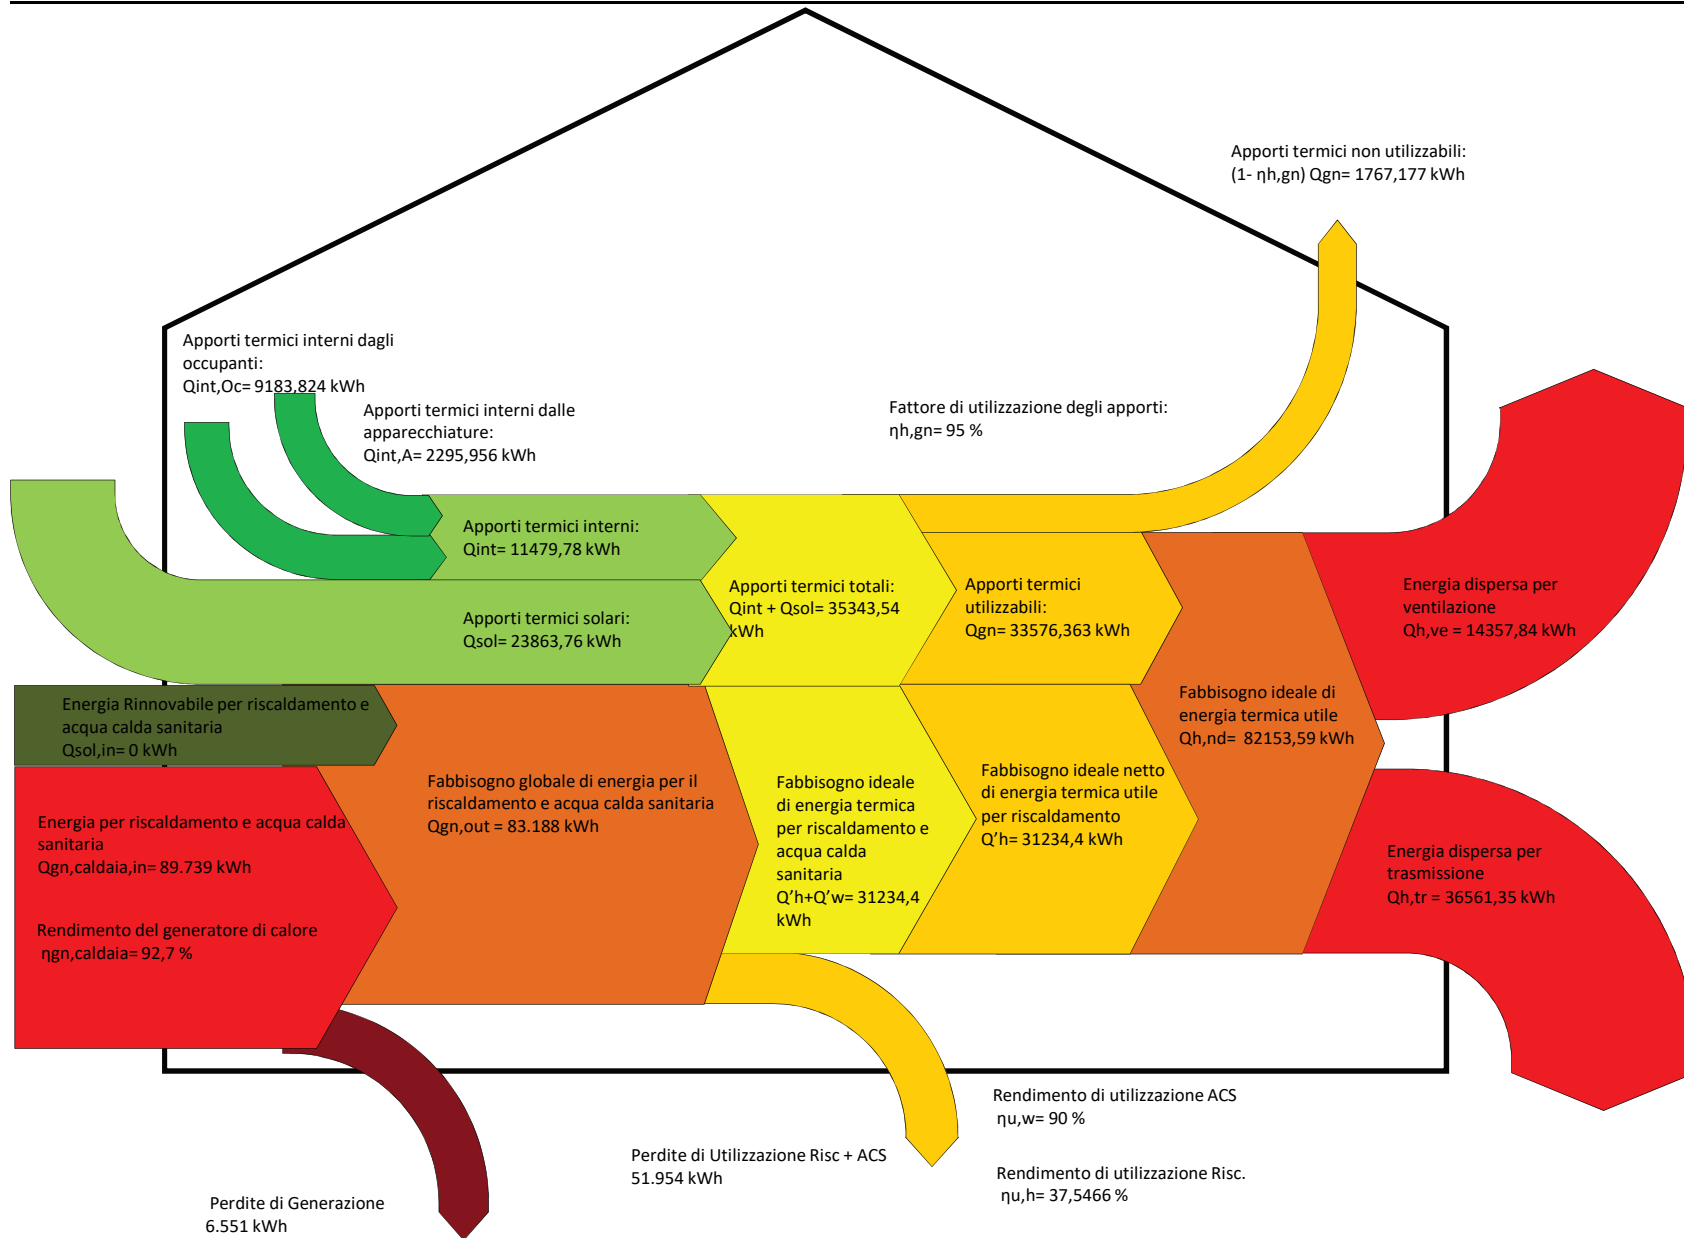 Apporti termici non utilizzabili:
(1- ηh,gn) Qgn= 1767,177 kWh
Apporti termici interni dagli
occupanti:
Qint,Oc= 9183,824 kWh
Apporti termici interni dalle
apparecchiature:
Qint,A= 2295,956 kWh
Fattore di utilizzazione degli apporti:
ηh,gn= 95 %
Apporti termici interni:
Qint= 11479,78 kWh
Apporti termici solari:
Qsol= 23863,76 kWh
Apporti termici totali:
Qint + Qsol= 35343,54
kWh
Apporti termici
utilizzabili:
Qgn= 33576,363 kWh
Energia dispersa per
ventilazione
Qh,ve = 14357,84 kWh
Energia Rinnovabile per riscaldamento e
acqua calda sanitaria
Qsol,in= 0 kWh
Fabbisogno ideale di
energia termica utile
Qh,nd=  82153,59 kWh
Energia per riscaldamento e acqua calda
sanitaria
Qgn,caldaia,in= 89.739 kWh
Rendimento del generatore di calore
ηgn,caldaia= 92,7 %
Fabbisogno globale di energia per il
riscaldamento e acqua calda sanitaria
Qgn,out = 83.188 kWh
Fabbisogno ideale
di energia termica
per riscaldamento e
acqua calda
sanitaria
Q’h+Q’w= 31234,4
kWh
Fabbisogno ideale netto
di energia termica utile
per riscaldamento
Q’h= 31234,4 kWh
Energia dispersa per
trasmissione
Qh,tr = 36561,35 kWh
Rendimento di utilizzazione ACS
ηu,w= 90 %
Perdite di Utilizzazione Risc + ACS
51.954 kWh
Rendimento di utilizzazione Risc.
ηu,h= 37,5466 %
Perdite di Generazione
6.551 kWh